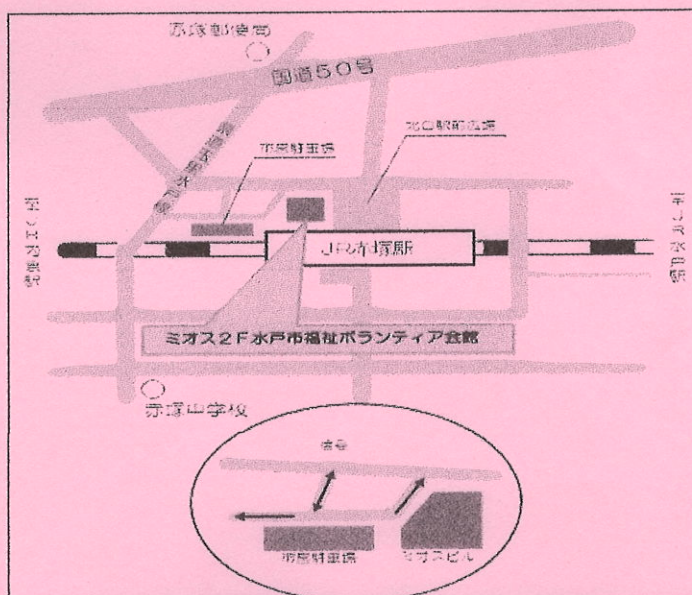 赤塚郵便局
国道50号
北口駅前広場
市営駐車場
JR赤塚駅
ミオス2F水戸市福祉ボランティア会館
赤塚中学校
信号
市営駐車場
ミオスビル